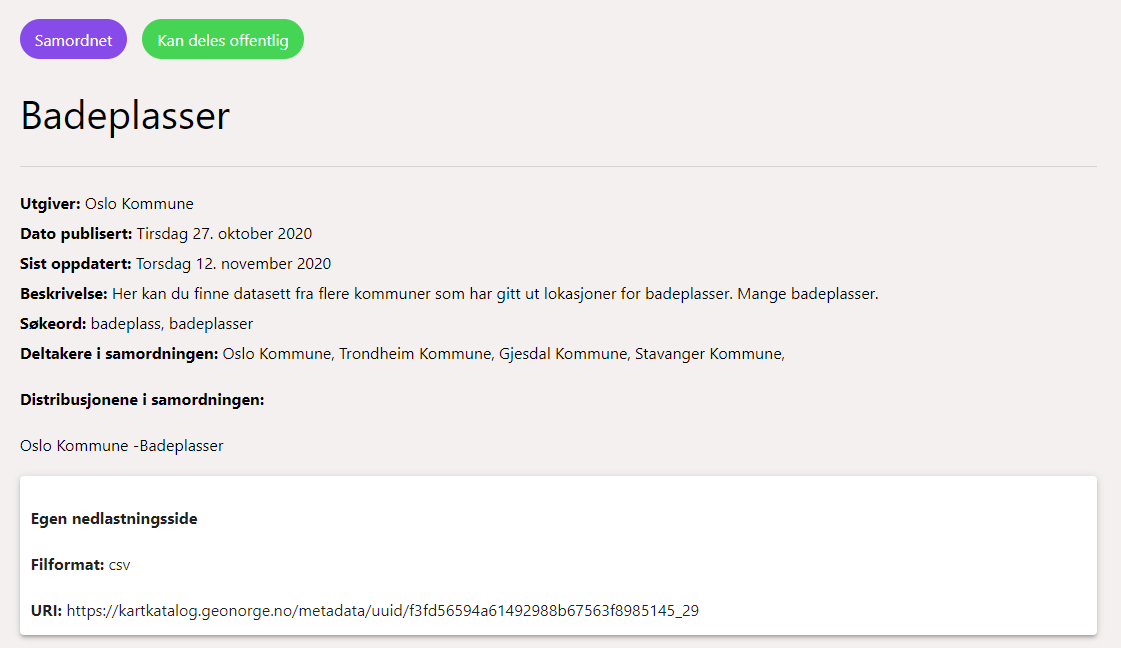 Samordnet Kan deles offentlig
Badeplasser
Utgiver: Oslo Kommune
Dato publisert: Tirsdag 27. oktober 2020
Sist oppdatert: Torsdag 12. november 2020
Beskrivelse: Her kan du finne datasett fra flere kommuner som har gitt ut lokasjoner for badeplasser. Mange badeplasser.
Søkeord: badeplass, badeplasser
Deltakere i samordningen: Oslo Kommune, Trondheim Kommune, Gjesdal Kommune, Stavanger Kommune,
Distribusjonene i samordningen:
Oslo Kommune -Badeplasser
Egen nedlastningsside
Filformat: csv
URI: https://kartkatalog.geonorge.no/metadata/uuid/f3fd56594a61492988b67563f8985145_29